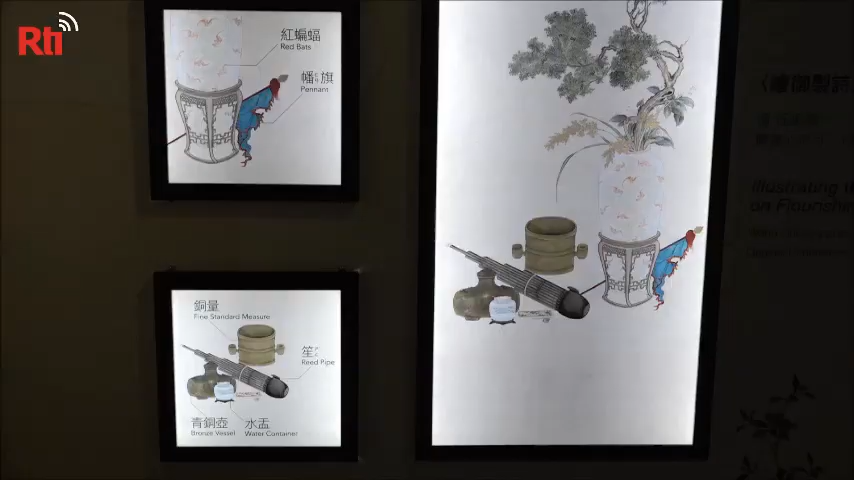 Rti
紅蝙蝠
Red Bats
幡旗
Pennant
銅量
Fine Standard Measure
笙
Reed Pipe
青銅壺
Bronze Vessel
水盂
Water Container
Illustrating
on Flourishi